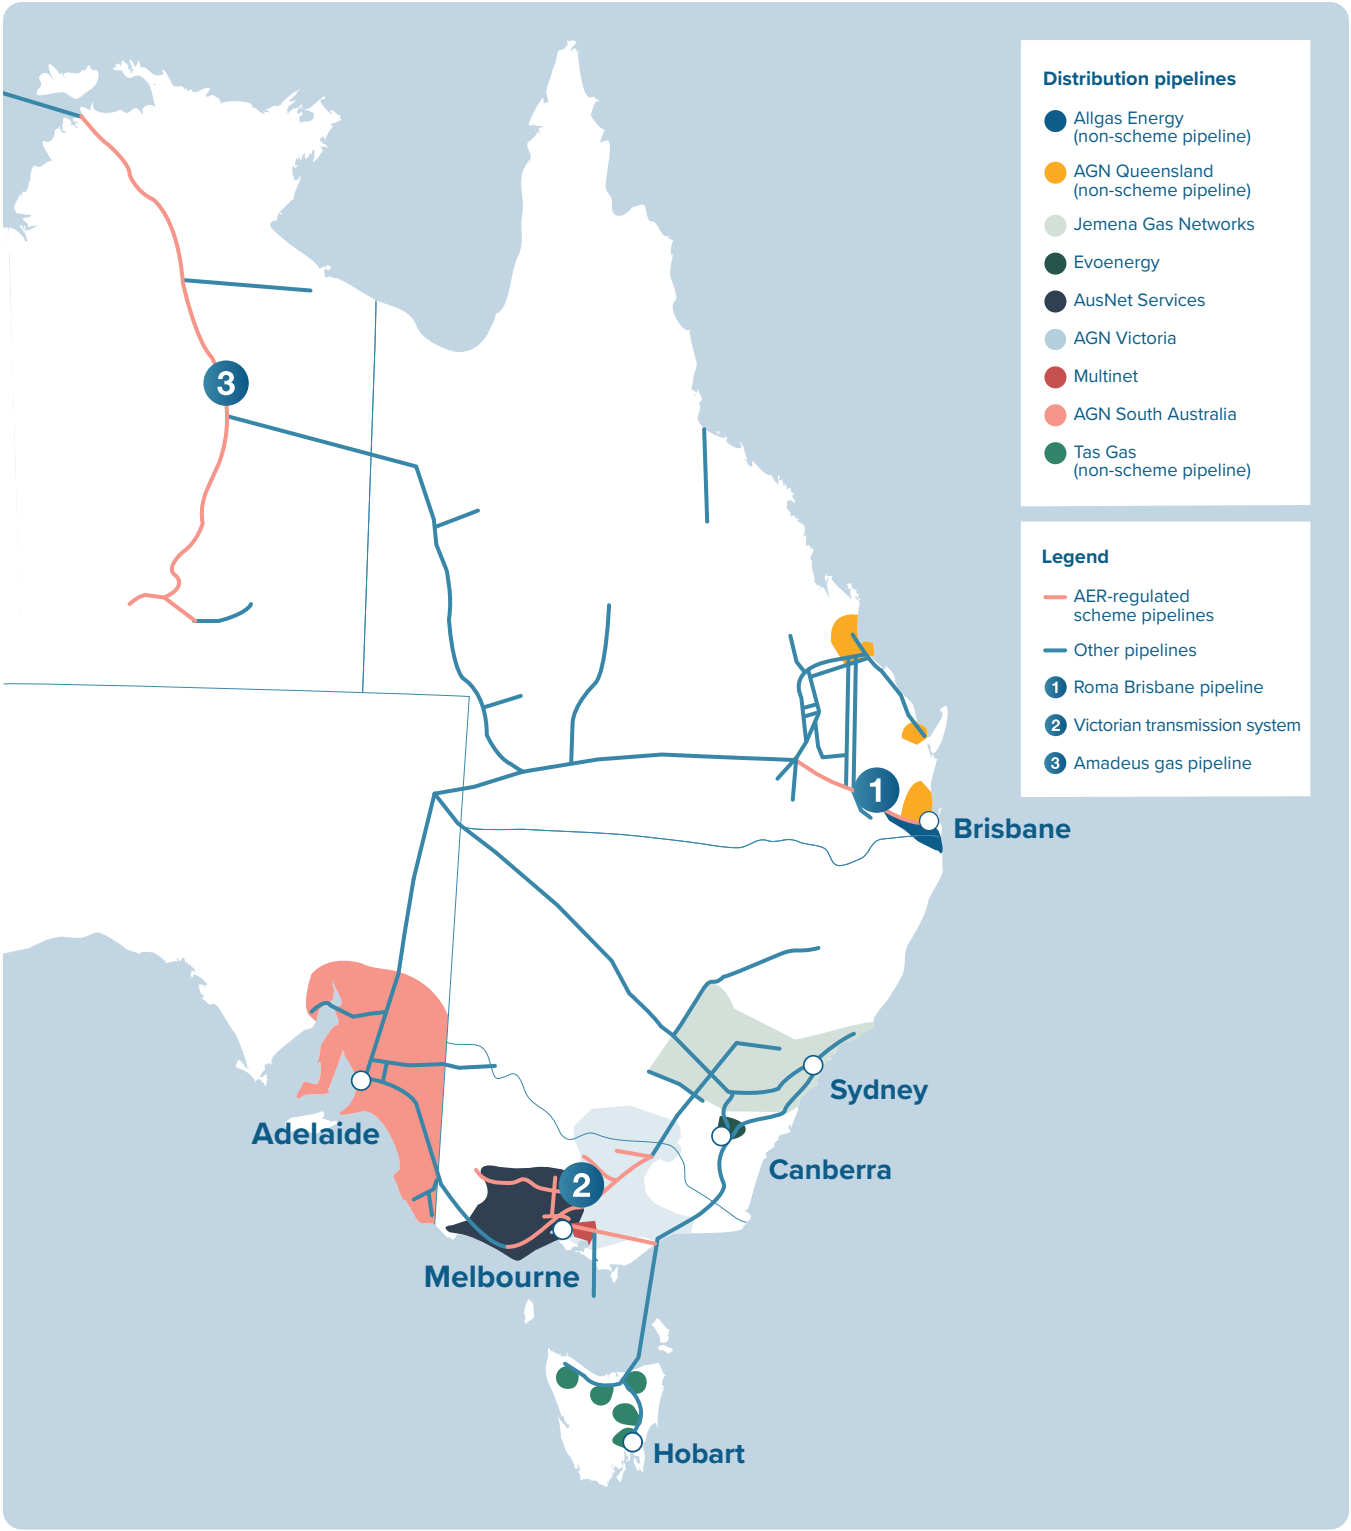 Distribution pipelines
Allgas Energy
(non-scheme pipeline)
AGN Queensland
(non-scheme pipeline)
Jemena Gas Networks
Evoenergy
AusNet Services
AGN Victoria
Multinet
AGN South Australia
Tas Gas
(non-scheme pipeline)
Legend
AER-regulated
scheme pipelines
Other pipelines
1 Roma Brisbane pipeline
2 Victorian transmission system
3 Amadeus gas pipeline
3
1
Brisbane
Sydney
Adelaide
Canberra
2
Melbourne
Hobart